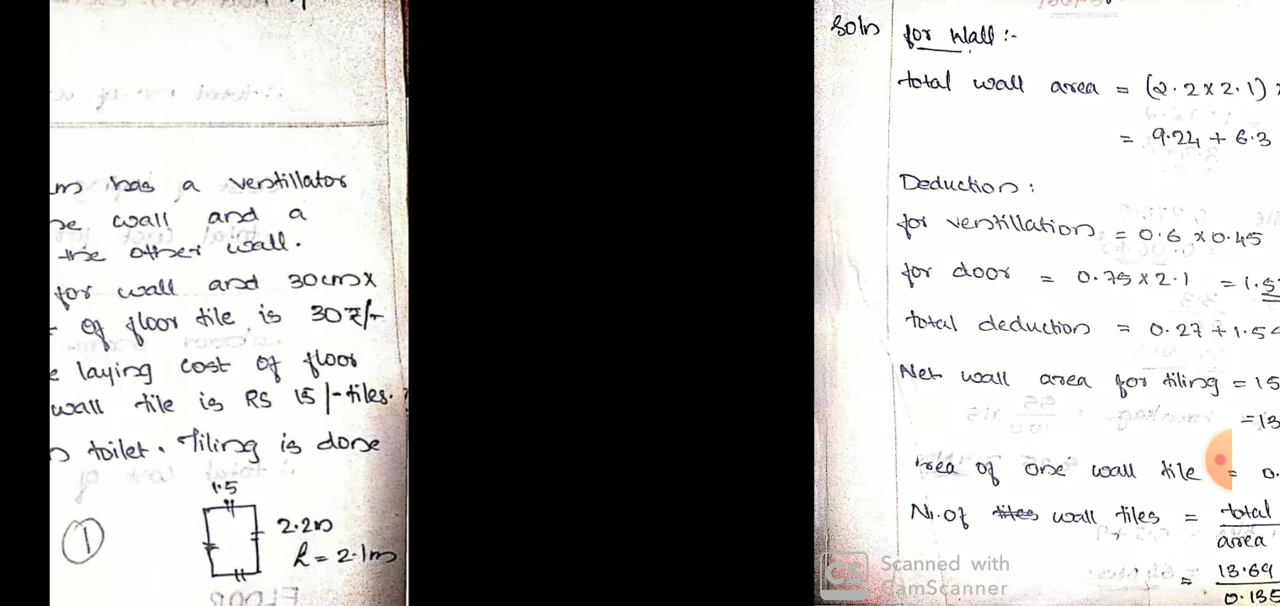 m has a ventillator
se wall and a
the other wall.
for wall and 30cm x
of floor tile is 30₹/-
e laying cost of floor
wall tile is RS 15/-tiles.
toilet. Tiling is done
1.5
2.2m
h = 2.1m
1
Soln for Wall :-
total wall area = (2.2 x 2.1) x
= 9.24 + 6.3
Deduction :
for ventillation = 0.6 x 0.45
for door = 0.75 x 2.1 = 1.5
total deduction = 0.27 + 1.5
Net wall area for tiling = 15
= 13
rea of one wall tile = 0.
No. of wall tiles = total
area
= 13.69
0.135
CS Scanned with
CamScanner